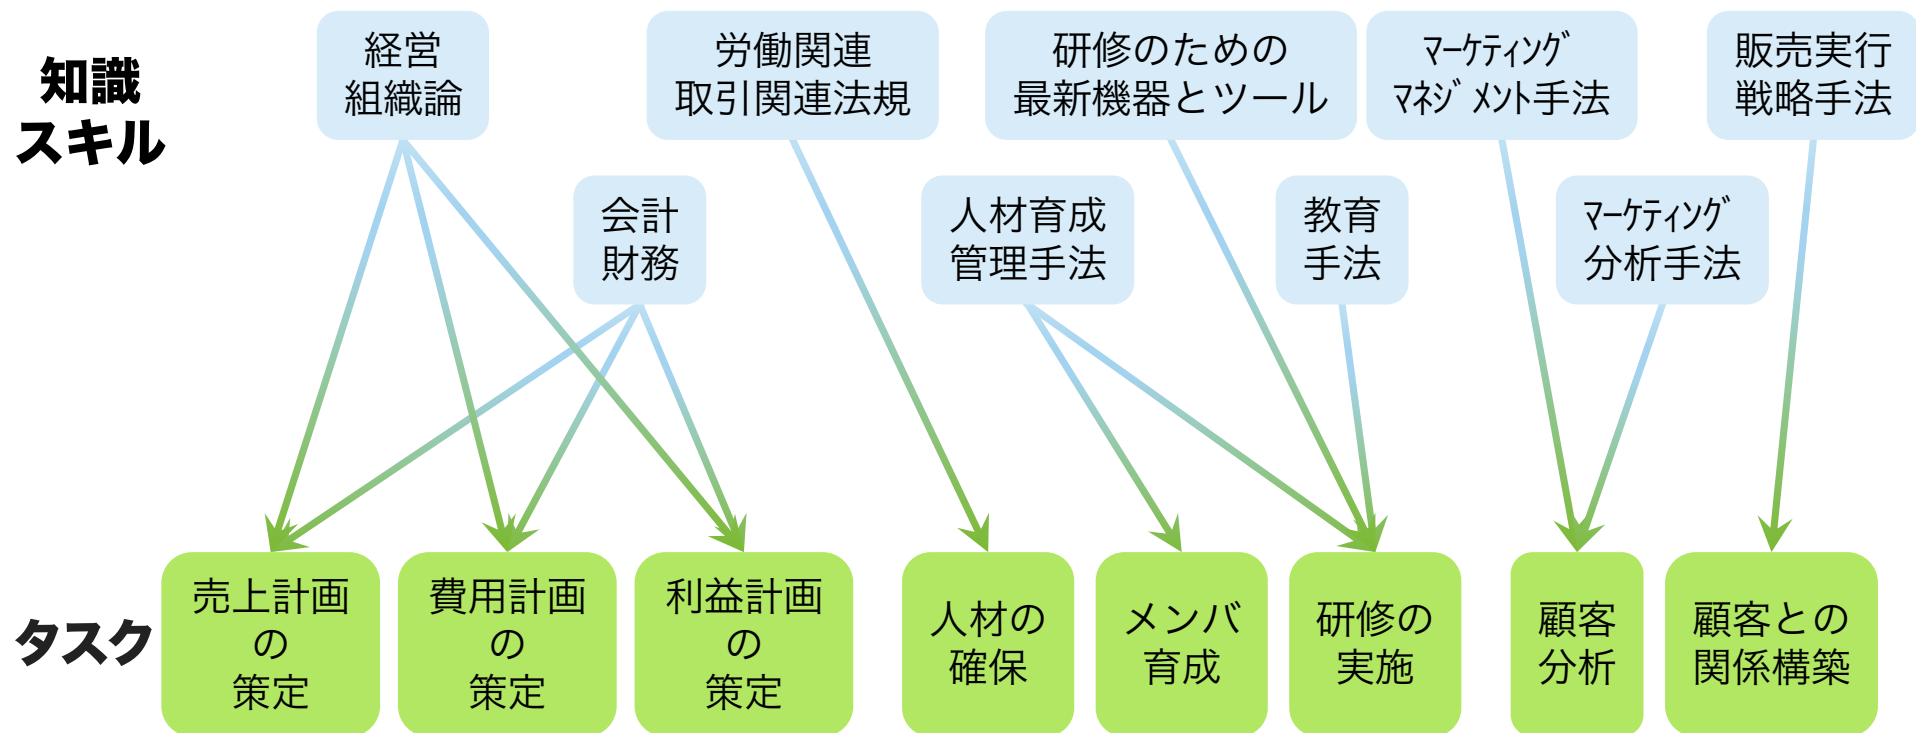 知識
スキル
経営
組織論
労働関連
取引関連法規
研修のための
最新機器とツール
ﾏｰｹﾃｨﾝｸﾞ
ﾏﾈｼﾞﾒﾝﾄ手法
販売実行
戦略手法
会計
財務
人材育成
管理手法
教育
手法
ﾏｰｹﾃｨﾝｸﾞ
分析手法
タスク
売上計画
の
策定
費用計画
の
策定
利益計画
の
策定
人材の
確保
メンバ
育成
研修の
実施
顧客
分析
顧客との
関係構築